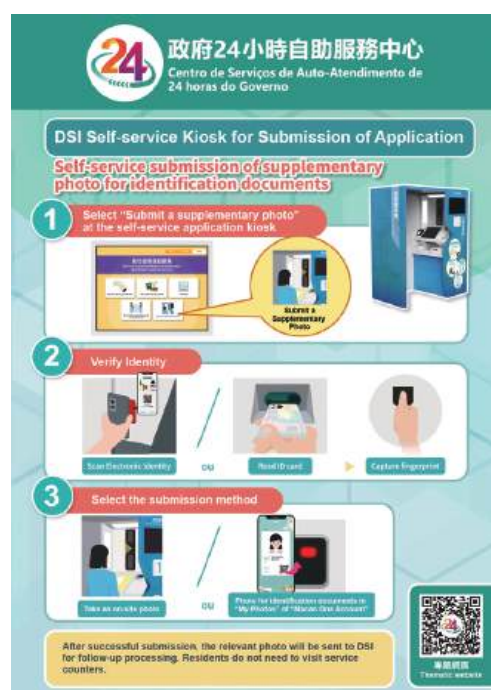 24
政府24小時自助服務中心
Centro de Serviços de Auto-Atendimento de
24 horas do Governo
DSI Self-service Kiosk for Submission of Application
Self-service submission of supplementary
photo for identification documents
1
Select "Submit a supplementary photo"
at the self-service application kiosk
Submit a
Supplementary
Photo
2
Verify Identity
Scan Electronic Identity
ou
Read ID card
Capture fingerprint
3
Select the submission method
Take an onsite photo
ou
Photo for identification documents in
"My Photos" of "Macao One Account"
After successful submission, the relevant photo will be sent to DSI
for follow-up processing. Residents do not need to visit service
counters.
24
專題網頁
Thematic website